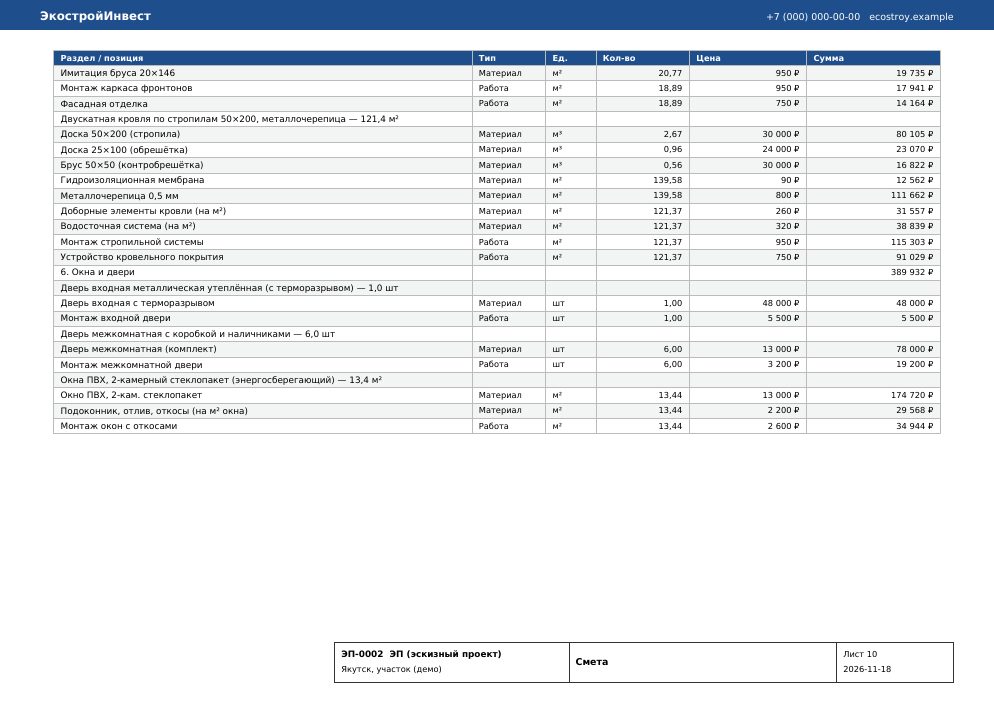 ЭкостройИнвест
+7 (000) 000-00-00 ecostroy.example
Раздел / позиция Тип Ед. Кол-во Цена Сумма
Имитация бруса 20×146 Материал м² 20,77 950 ₽ 19 735 ₽
Монтаж каркаса фронтонов Работа м² 18,89 950 ₽ 17 941 ₽
Фасадная отделка Работа м² 18,89 750 ₽ 14 164 ₽
Двускатная кровля по стропилам 50×200, металлочерепица — 121,4 м²
Доска 50×200 (стропила) Материал м³ 2,67 30 000 ₽ 80 105 ₽
Доска 25×100 (обрешётка) Материал м³ 0,96 24 000 ₽ 23 070 ₽
Брус 50×50 (контробрешётка) Материал м³ 0,56 30 000 ₽ 16 822 ₽
Гидроизоляционная мембрана Материал м² 139,58 90 ₽ 12 562 ₽
Металлочерепица 0,5 мм Материал м² 139,58 800 ₽ 111 662 ₽
Доборные элементы кровли (на м²) Материал м² 121,37 260 ₽ 31 557 ₽
Водосточная система (на м²) Материал м² 121,37 320 ₽ 38 839 ₽
Монтаж стропильной системы Работа м² 121,37 950 ₽ 115 303 ₽
Устройство кровельного покрытия Работа м² 121,37 750 ₽ 91 029 ₽
6. Окна и двери 389 932 ₽
Дверь входная металлическая утеплённая (с терморазрывом) — 1,0 шт
Дверь входная с терморазрывом Материал шт 1,00 48 000 ₽ 48 000 ₽
Монтаж входной двери Работа шт 1,00 5 500 ₽ 5 500 ₽
Дверь межкомнатная с коробкой и наличниками — 6,0 шт
Дверь межкомнатная (комплект) Материал шт 6,00 13 000 ₽ 78 000 ₽
Монтаж межкомнатной двери Работа шт 6,00 3 200 ₽ 19 200 ₽
Окна ПВХ, 2-камерный стеклопакет (энергосберегающий) — 13,4 м²
Окно ПВХ, 2-кам. стеклопакет Материал м² 13,44 13 000 ₽ 174 720 ₽
Подоконник, отлив, откосы (на м² окна) Материал м² 13,44 2 200 ₽ 29 568 ₽
Монтаж окон с откосами Работа м² 13,44 2 600 ₽ 34 944 ₽
ЭП-0002 ЭП (эскизный проект)
Якутск, участок (демо)
Смета
Лист 10
2026-11-18